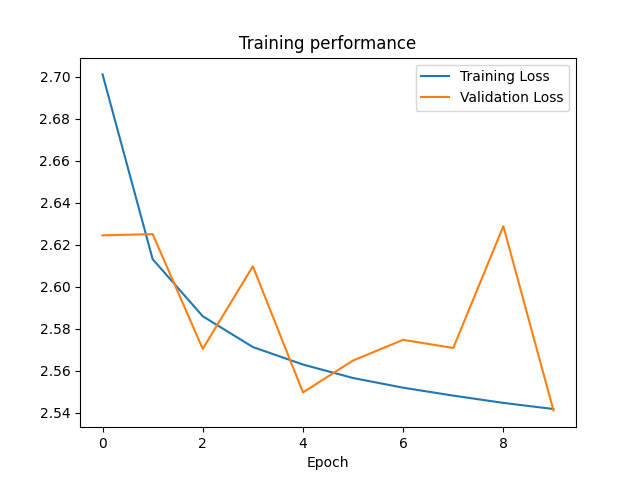 Training performance
Training Loss
Validation Loss
2.70
2.68
2.66
2.64
2.62
2.60
2.58
2.56
2.54
0 2 4 6 8
Epoch